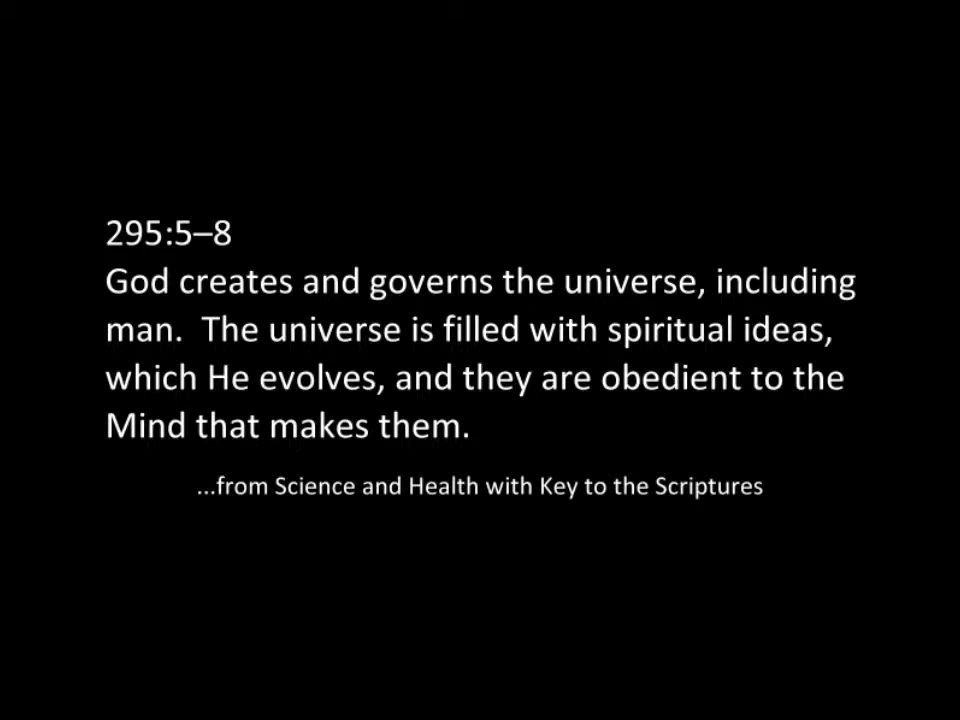 295:5–8
God creates and governs the universe, including
man.  The universe is filled with spiritual ideas,
which He evolves, and they are obedient to the
Mind that makes them.
...from Science and Health with Key to the Scriptures